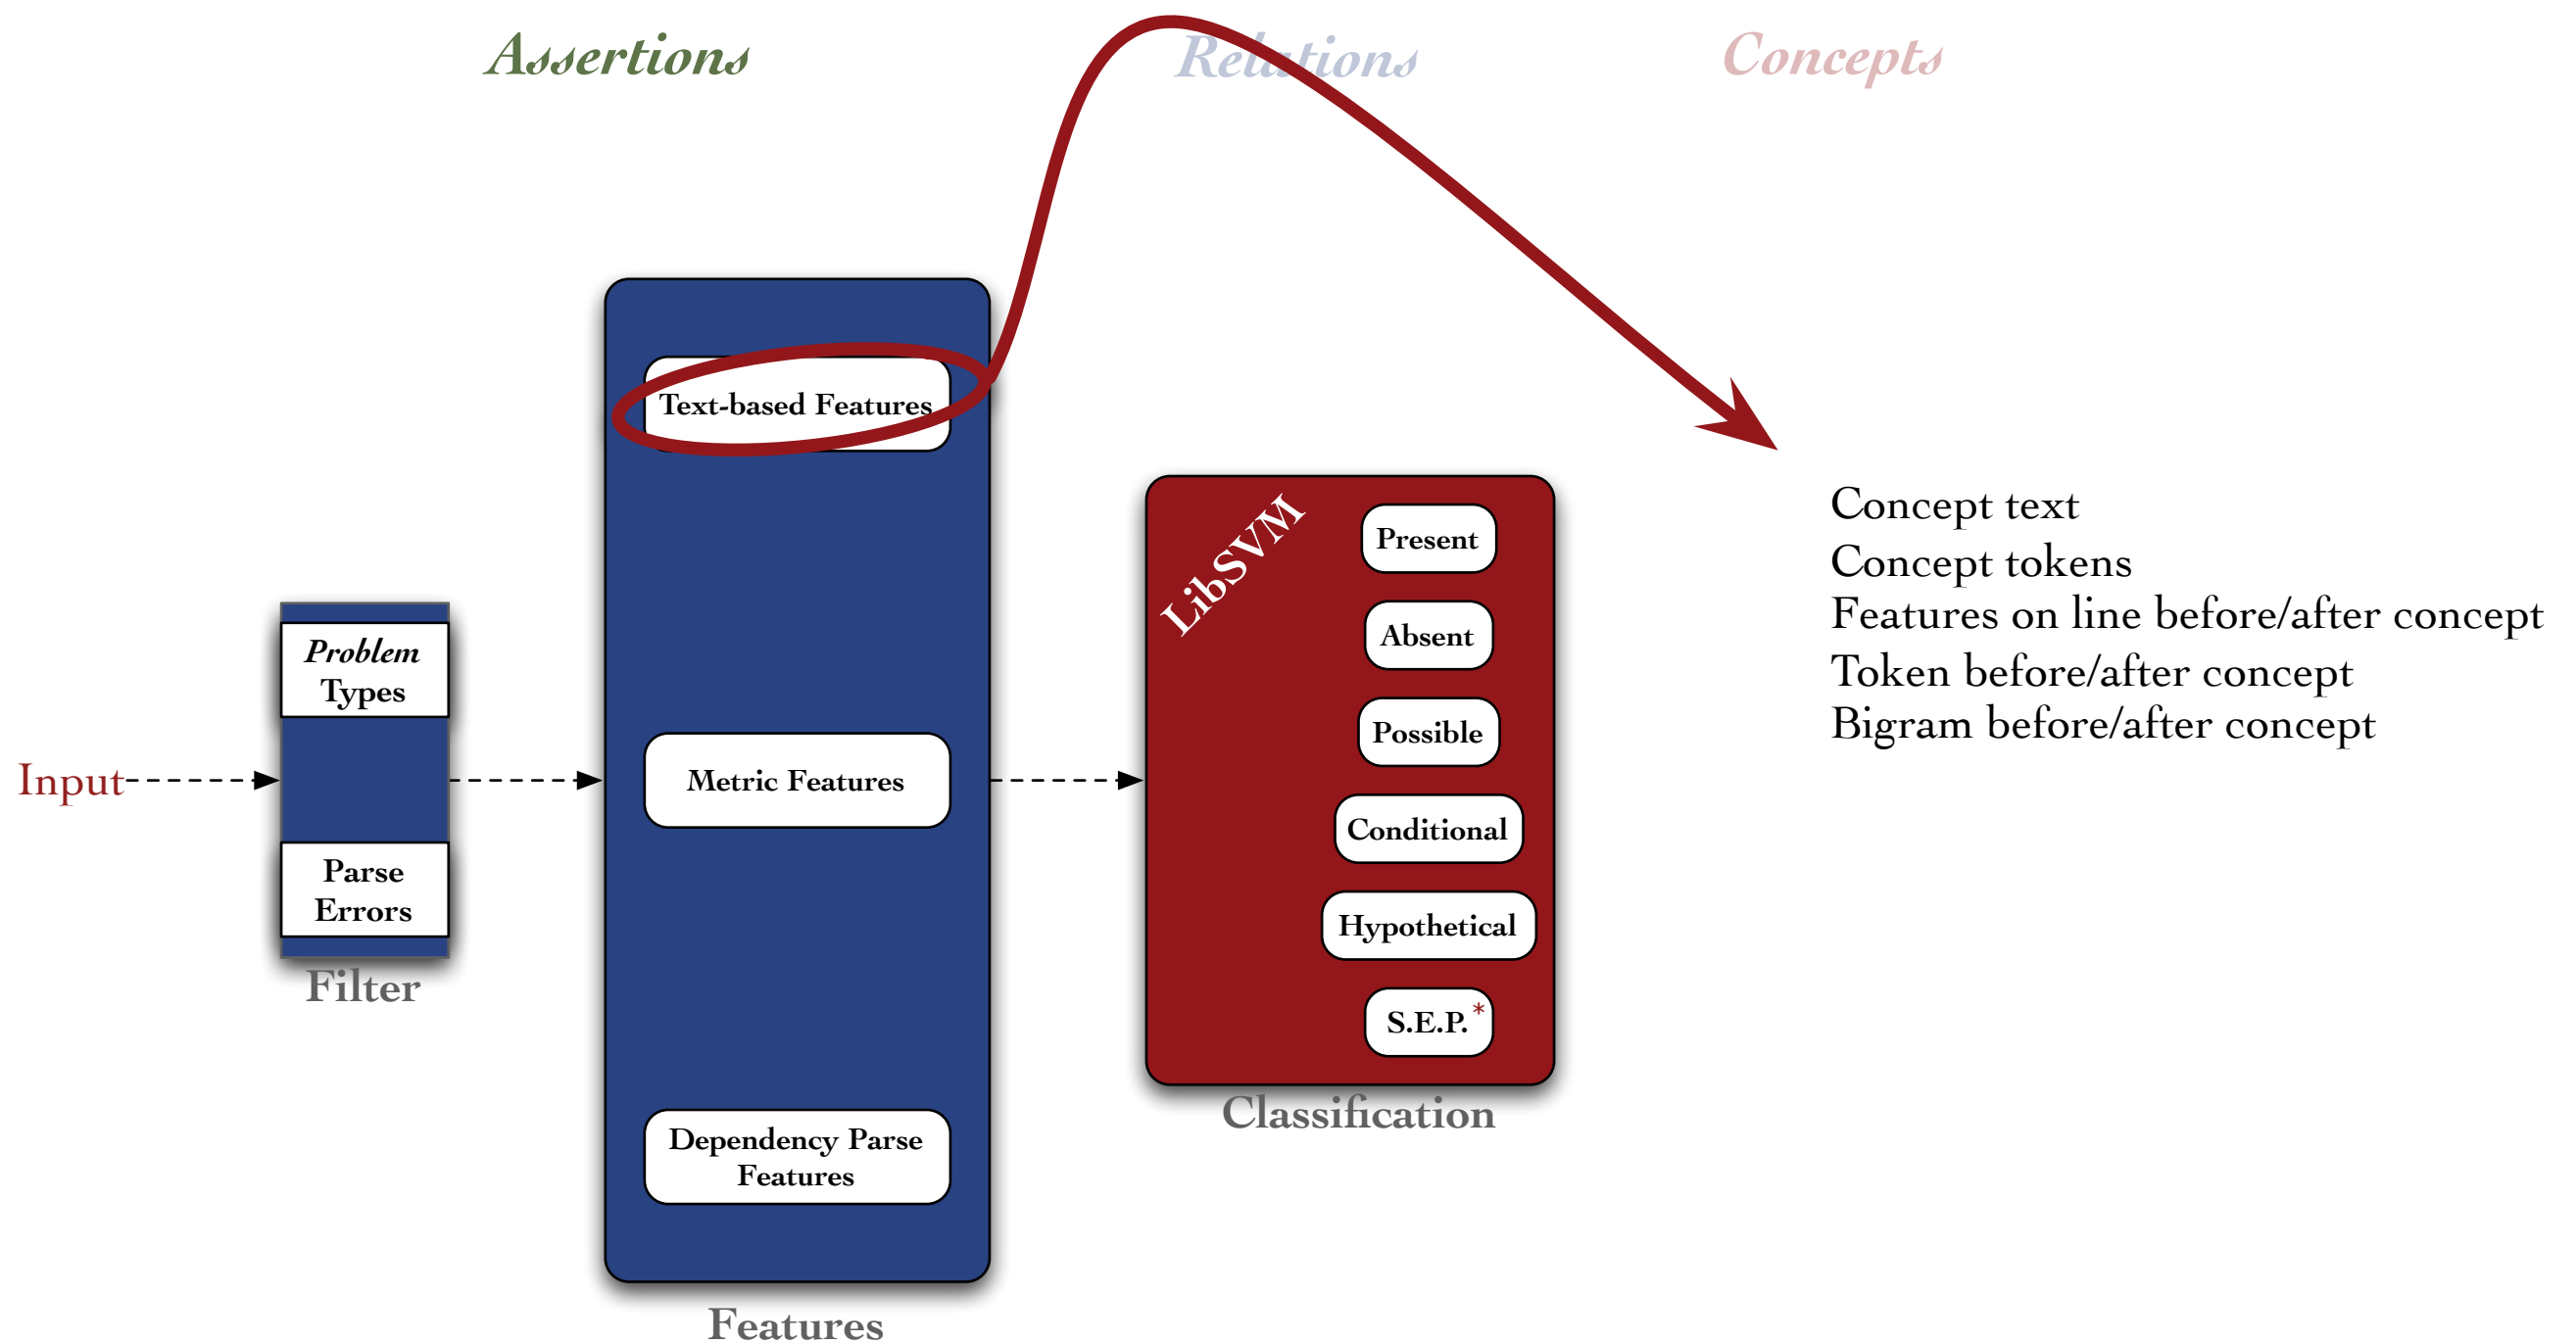 Assertions
Relations
Concepts
Input
Problem
Types
Parse
Errors
Filter
Text-based Features
Metric Features
Dependency Parse
Features
Features
LibSVM
Present
Absent
Possible
Conditional
Hypothetical
S.E.P.*
Classification
Concept text
Concept tokens
Features on line before/after concept
Token before/after concept
Bigram before/after concept